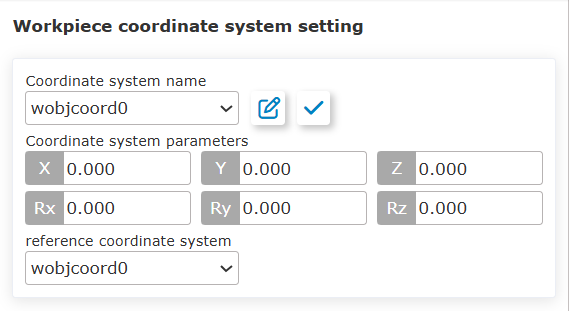 Workpiece coordinate system setting
Coordinate system name
wobjcoord0
Coordinate system parameters
X 0.000 Y 0.000 Z 0.000
Rx 0.000 Ry 0.000 Rz 0.000
reference coordinate system
wobjcoord0